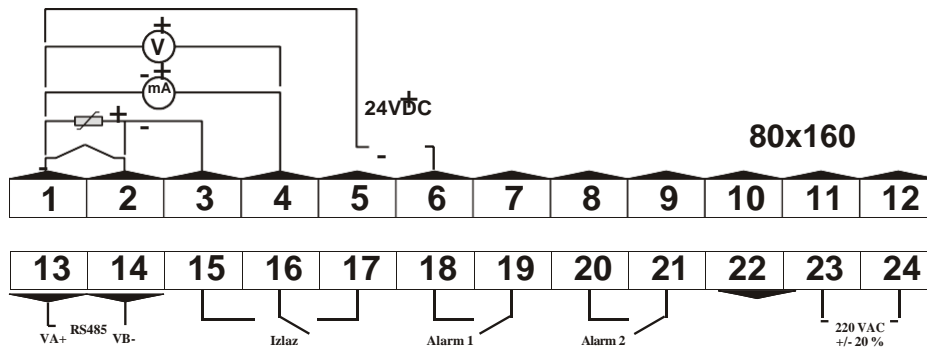 +
V
-
+
mA
+
-
24VDC
+
-
80x160
-
1 2 3 4 5 6 7 8 9 10 11 12
13 14 15 16 17 18 19 20 21 22 23 24
VA+ RS485 VB- Izlaz Alarm 1 Alarm 2 220 VAC
+/- 20 %